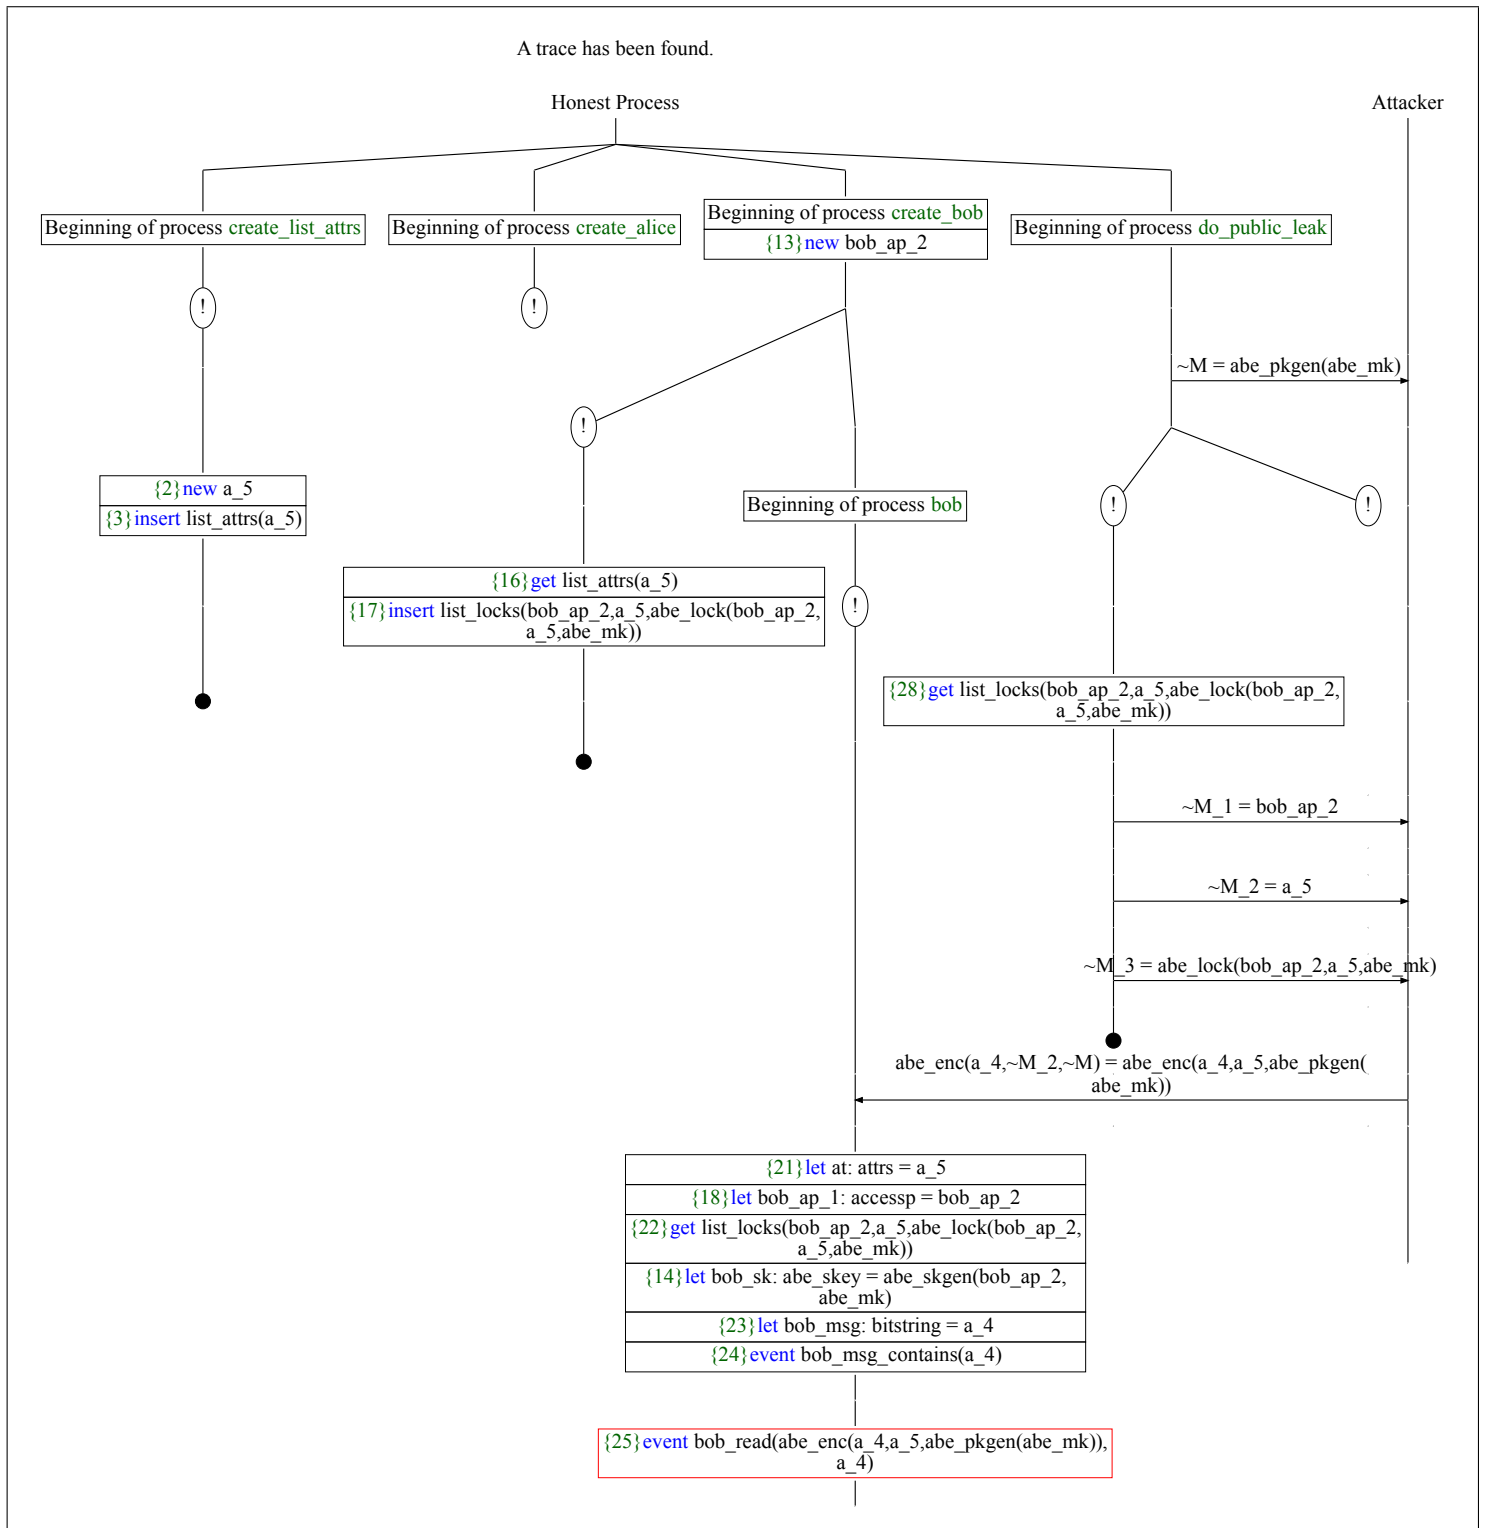 A trace has been found.
Honest Process
Attacker
Beginning of process create_list_attrs
Beginning of process create_alice
Beginning of process create_bob
{13}new bob_ap_2
Beginning of process do_public_leak
!
!
~M = abe_pkgen(abe_mk)
!
{2}new a_5
{3}insert list_attrs(a_5)
Beginning of process bob
!
!
{16}get list_attrs(a_5)
{17}insert list_locks(bob_ap_2,a_5,abe_lock(bob_ap_2,
a_5,abe_mk))
!
{28}get list_locks(bob_ap_2,a_5,abe_lock(bob_ap_2,
a_5,abe_mk))
~M_1 = bob_ap_2
~M_2 = a_5
~M_3 = abe_lock(bob_ap_2,a_5,abe_mk)
abe_enc(a_4,~M_2,~M) = abe_enc(a_4,a_5,abe_pkgen(
abe_mk))
{21}let at: attrs = a_5
{18}let bob_ap_1: accessp = bob_ap_2
{22}get list_locks(bob_ap_2,a_5,abe_lock(bob_ap_2,
a_5,abe_mk))
{14}let bob_sk: abe_skey = abe_skgen(bob_ap_2,
abe_mk)
{23}let bob_msg: bitstring = a_4
{24}event bob_msg_contains(a_4)
{25}event bob_read(abe_enc(a_4,a_5,abe_pkgen(abe_mk)),
a_4)